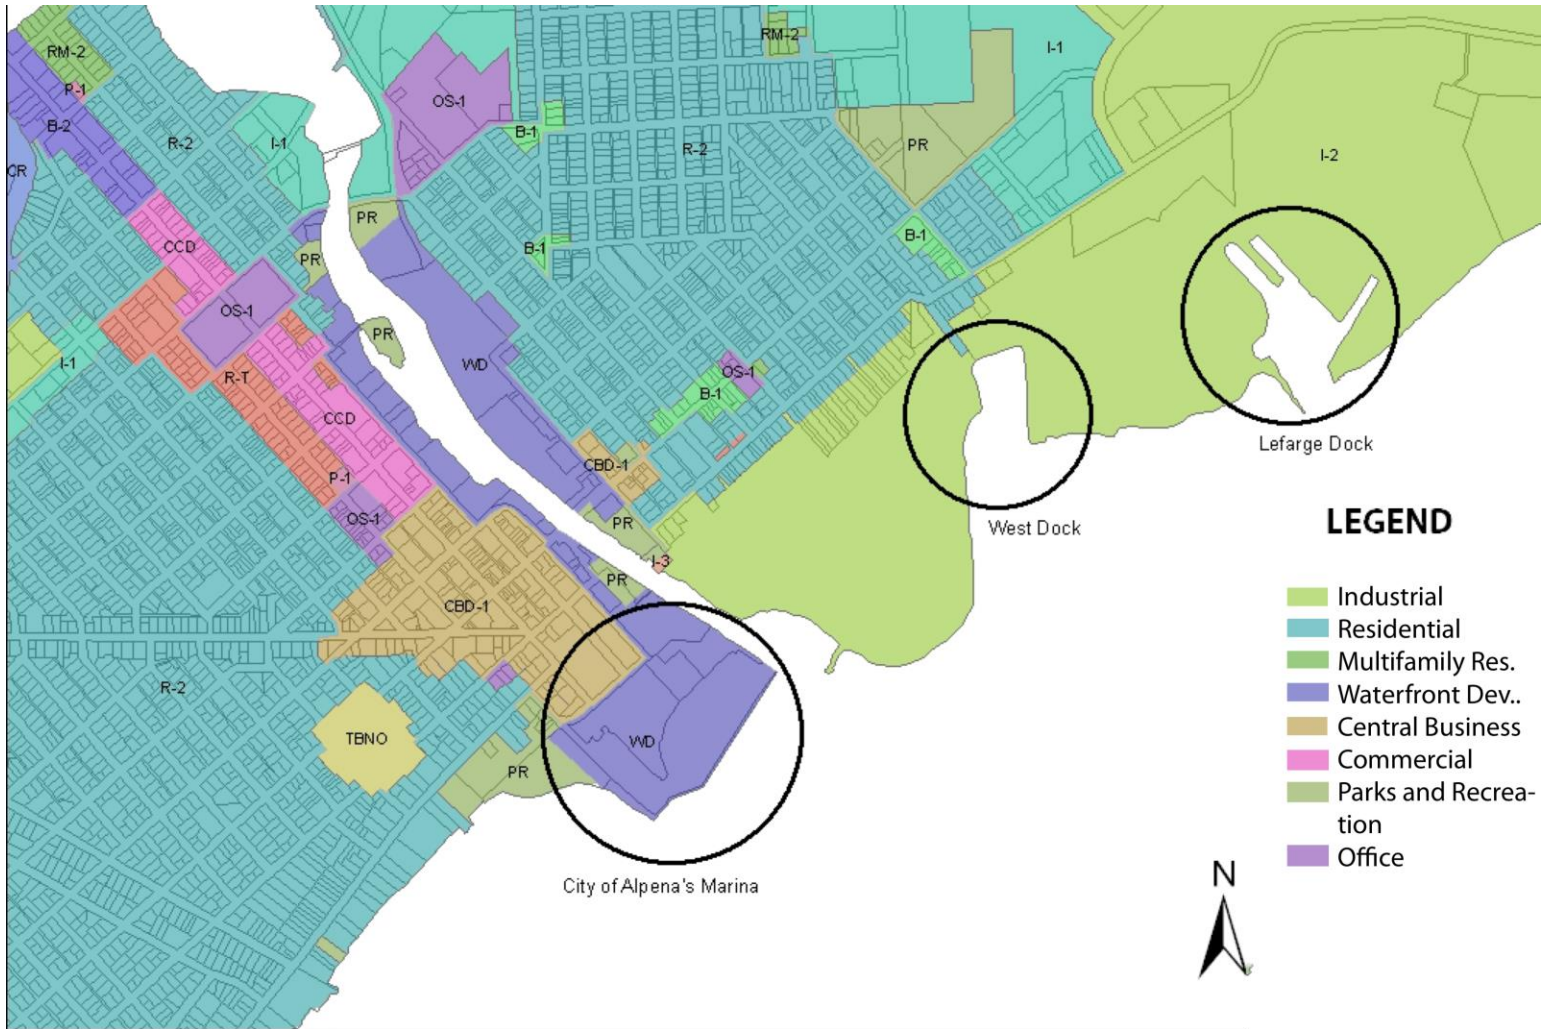 RM-2
RM-2
I-1
P-1
OS-1
B-2
R-2
I-1
B-1
R-2
PR
I-2
CR
PR
CCD
B-1
B-1
PR
OS-1
PR
I-1
WD
OS-1
R-T
B-1
CCD
Lefarge Dock
CBD-1
P-1
OS-1
PR
West Dock
I-3
PR
CBD-1
R-2
TBNO
WD
PR
City of Alpena's Marina
LEGEND
Industrial
Residential
Multifamily Res.
Waterfront Dev..
Central Business
Commercial
Parks and Recrea-
tion
Office
N